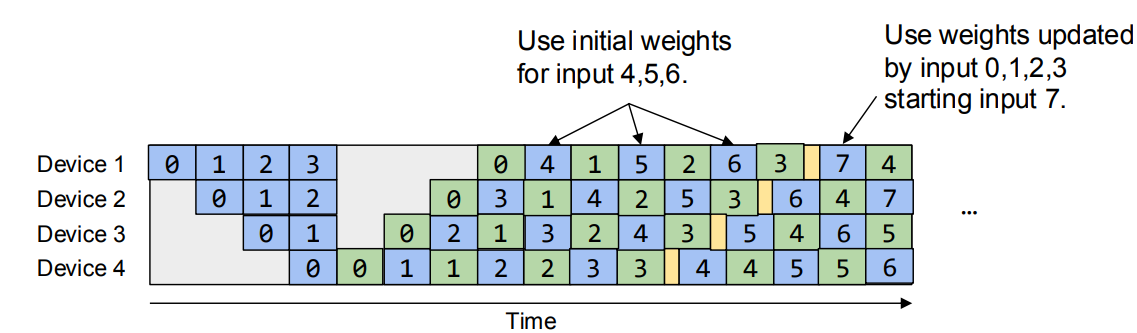 Use initial weights
for input 4,5,6.
Use weights updated
by input 0,1,2,3
starting input 7.
Device 1 0 1 2 3 0 4 1 5 2 6 3 7 4
Device 2 0 1 2 0 3 1 4 2 5 3 6 4 7
Device 3 0 1 0 2 1 3 2 4 3 5 4 6 5
Device 4 0 0 1 1 2 2 3 3 4 4 5 5 6
...
Time